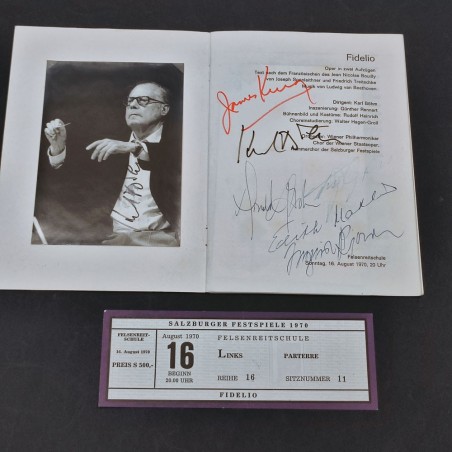 Fidelio
Oper in zwei Aufzügen
Text nach dem Französischen des Jean Nicolas Bouilly
von Joseph Sonnleithner und Friedrich Treitschke
Musik von Ludwig van Beethoven
James King
Dirigent: Karl Böhm
Inszenierung: Günther Rennert
Bühnenbild und Kostüme: Rudolf Heinrich
Choreinstudierung: Walter Hagen-Groll
Wiener Philharmoniker
Chor der Wiener Staatsoper
Kammerchor der Salzburger Festspiele
Edith
Felsenreitschule
Sonntag, 16. August 1970, 20 Uhr
SALZBURGER FESTSPIELE 1970
FELSENREIT-
SCHULE
16. August 1970
PREIS S 500,-
August 1970
16
BEGINN
20.00 UHR
FELSENREITSCHULE
LINKS PARTERRE
REIHE 16 SITZNUMMER 11
FIDELIO